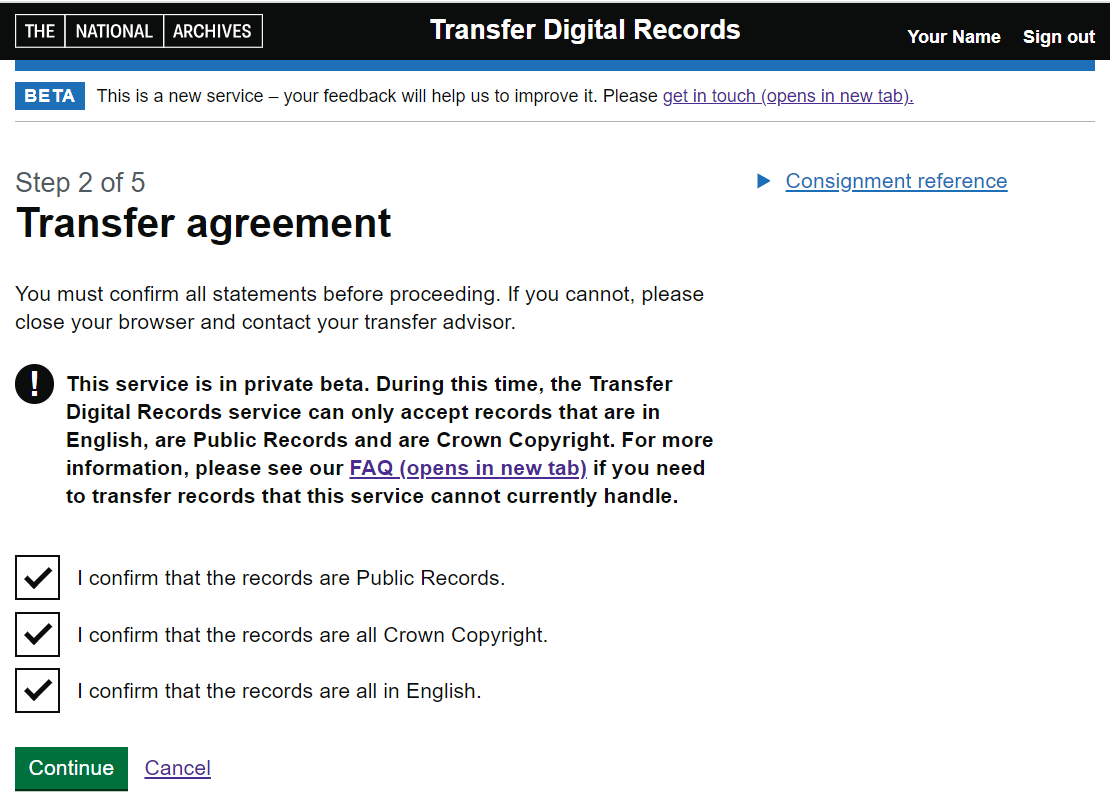 THE NATIONAL ARCHIVES
Transfer Digital Records
Your Name Sign out
BETA This is a new service – your feedback will help us to improve it. Please get in touch (opens in new tab).
Step 2 of 5
Consignment reference
Transfer agreement
You must confirm all statements before proceeding. If you cannot, please
close your browser and contact your transfer advisor.
! This service is in private beta. During this time, the Transfer
Digital Records service can only accept records that are in
English, are Public Records and are Crown Copyright. For more
information, please see our FAQ (opens in new tab) if you need
to transfer records that this service cannot currently handle.
I confirm that the records are Public Records.
I confirm that the records are all Crown Copyright.
I confirm that the records are all in English.
Continue Cancel